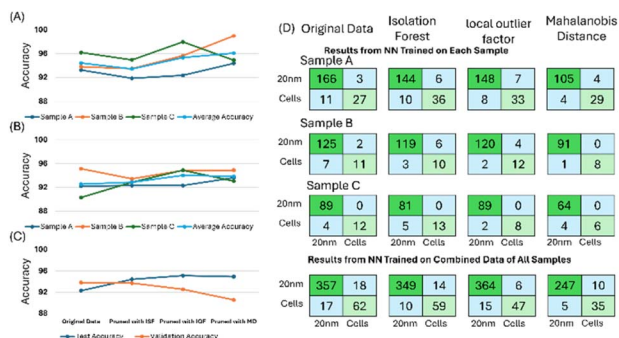 (A)
100
96
92
88
Accuracy
Sample A Sample B Sample C Average Accuracy
(B)
100
96
92
88
Accuracy
Sample A Sample B Sample C Average Accuracy
(C)
100
96
92
88
Accuracy
Original Data Pruned with ISF Pruned with MD
Test Accuracy Validation Accuracy
(D) Original Data Isolation Forest local outlier factor Mahalanobis Distance
Results from NN Trained on Each Sample
Sample A
20nm 166 3 144 6 148 7 105 4
Cells 11 27 10 36 8 33 4 29
Sample B
20nm 125 2 119 6 120 4 91 0
Cells 7 11 3 10 2 12 1 8
Sample C
20nm 89 0 81 0 89 0 64 0
Cells 4 12 5 13 2 8 4 6
20nm Cells 20nm Cells 20nm Cells 20nm Cells
Results from NN Trained on Combined Data of All Samples
20nm 357 18 349 14 364 6 247 10
Cells 17 62 10 59 15 47 5 35
20nm Cells 20nm Cells 20nm Cells 20nm Cells